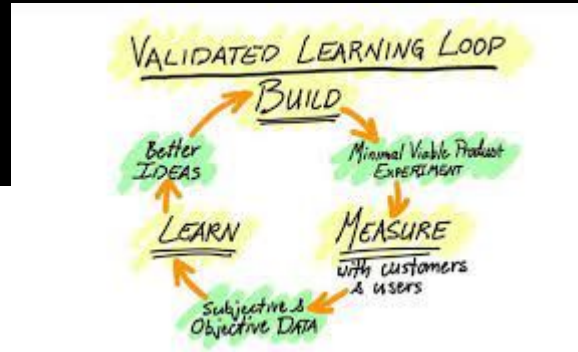 VALIDATED LEARNING LOOP
BUILD
Minimal Viable Product
EXPERIMENT
MEASURE
with customers
& users
Subjective &
Objective DATA
LEARN
Better
IDEAS